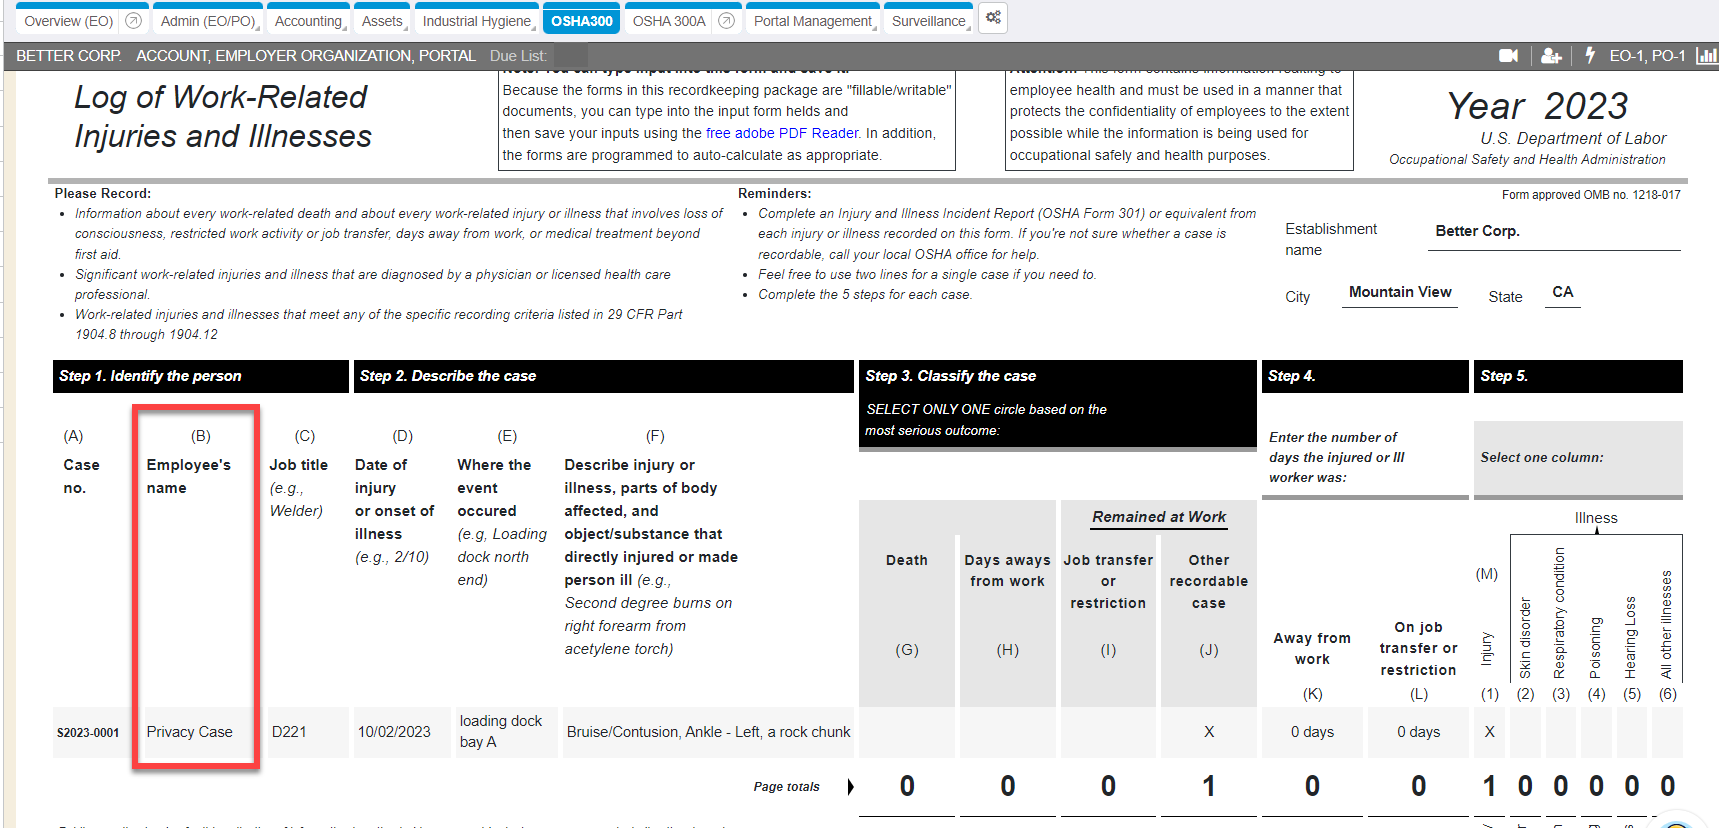 Overview (EO) Admin (EO/PO) Accounting Assets Industrial Hygiene OSHA300 OSHA 300A Portal Management Surveillance
BETTER CORP. ACCOUNT, EMPLOYER ORGANIZATION, PORTAL Due List: EO-1, PO-1
Log of Work-Related
Injuries and Illnesses
Note: You can type input into this form and save it.
Because the forms in this recordkeeping package are "fillable/writable"
documents, you can type into the input form helds and
then save your inputs using the free adobe PDF Reader. In addition,
the forms are programmed to auto-calculate as appropriate.
Attention: This form contains information relating to
employee health and must be used in a manner that
protects the confidentiality of employees to the extent
possible while the information is being used for
occupational safety and health purposes.
Year 2023
U.S. Department of Labor
Occupational Safety and Health Administration
Form approved OMB no. 1218-017
Please Record:
• Information about every work-related death and about every work-related injury or illness that involves loss of
consciousness, restricted work activity or job transfer, days away from work, or medical treatment beyond
first aid.
• Significant work-related injuries and illness that are diagnosed by a physician or licensed health care
professional.
• Work-related injuries and illnesses that meet any of the specific recording criteria listed in 29 CFR Part
1904.8 through 1904.12
Reminders:
• Complete an Injury and Illness Incident Report (OSHA Form 301) or equivalent from
each injury or illness recorded on this form. If you're not sure whether a case is
recordable, call your local OSHA office for help.
• Feel free to use two lines for a single case if you need to.
• Complete the 5 steps for each case.
Establishment
name
Better Corp.
City Mountain View State CA
Step 1. Identify the person
Step 2. Describe the case
Step 3. Classify the case
SELECT ONLY ONE circle based on the
most serious outcome:
Step 4.
Step 5.
(A)
Case
no.
(B)
Employee's
name
(C)
Job title
(e.g.,
Welder)
(D)
Date of
injury
or onset of
illness
(e.g., 2/10)
(E)
Where the
event
occured
(e.g, Loading
dock north
end)
(F)
Describe injury or
illness, parts of body
affected, and
object/substance that
directly injured or made
person ill (e.g.,
Second degree burns on
right forearm from
acetylene torch)
Remained at Work
Death
(G)
Days aways
from work
(H)
Job transfer
or
restriction
(I)
Other
recordable
case
(J)
Enter the number of
days the injured or Ill
worker was:
Away from
work
(K)
On job
transfer or
restriction
(L)
Select one column:
Illness
(M)
Injury
(1)
Skin disorder
(2)
Respiratory condition
(3)
Poisoning
(4)
Hearing Loss
(5)
All other illnesses
(6)
S2023-0001 Privacy Case D221 10/02/2023 loading dock bay A Bruise/Contusion, Ankle - Left, a rock chunk X 0 days 0 days X
Page totals 0 0 0 1 0 0 1 0 0 0 0 0